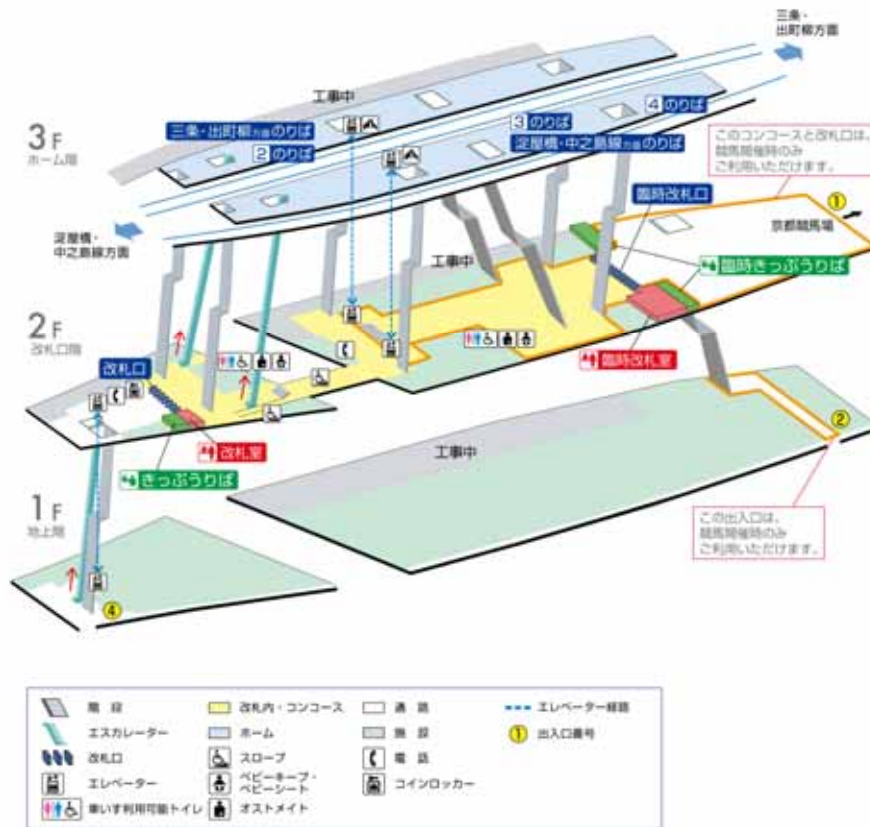 三条・
出町柳方面
工事中
3F
ホーム階
三条・出町柳方面のりば
2 のりば
3 のりば
4 のりば
淀屋橋・中之島線方面のりば
このコンコースと改札口は、
競馬開催時のみ
ご利用いただけます。
臨時改札口
①
京都競馬場
淀屋橋・
中之島線方面
工事中
臨時きっぷうりば
2F
改札口階
改札口
臨時改札室
改札室
きっぷうりば
工事中
②
1F
地上階
この出入口は、
競馬開催時のみ
ご利用いただけます。
④
階段
改札内・コンコース
通路
エレベーター経路
エスカレーター
ホーム
施設
① 出入口番号
改札口
スロープ
電話
エレベーター
ベビーキープ・
ベビーシート
コインロッカー
車いす利用可能トイレ
オストメイト